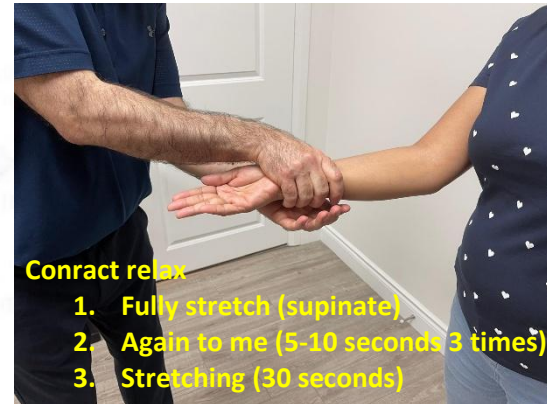 Conract relax
1. Fully stretch (supinate)
2. Again to me (5-10 seconds 3 times)
3. Stretching (30 seconds)